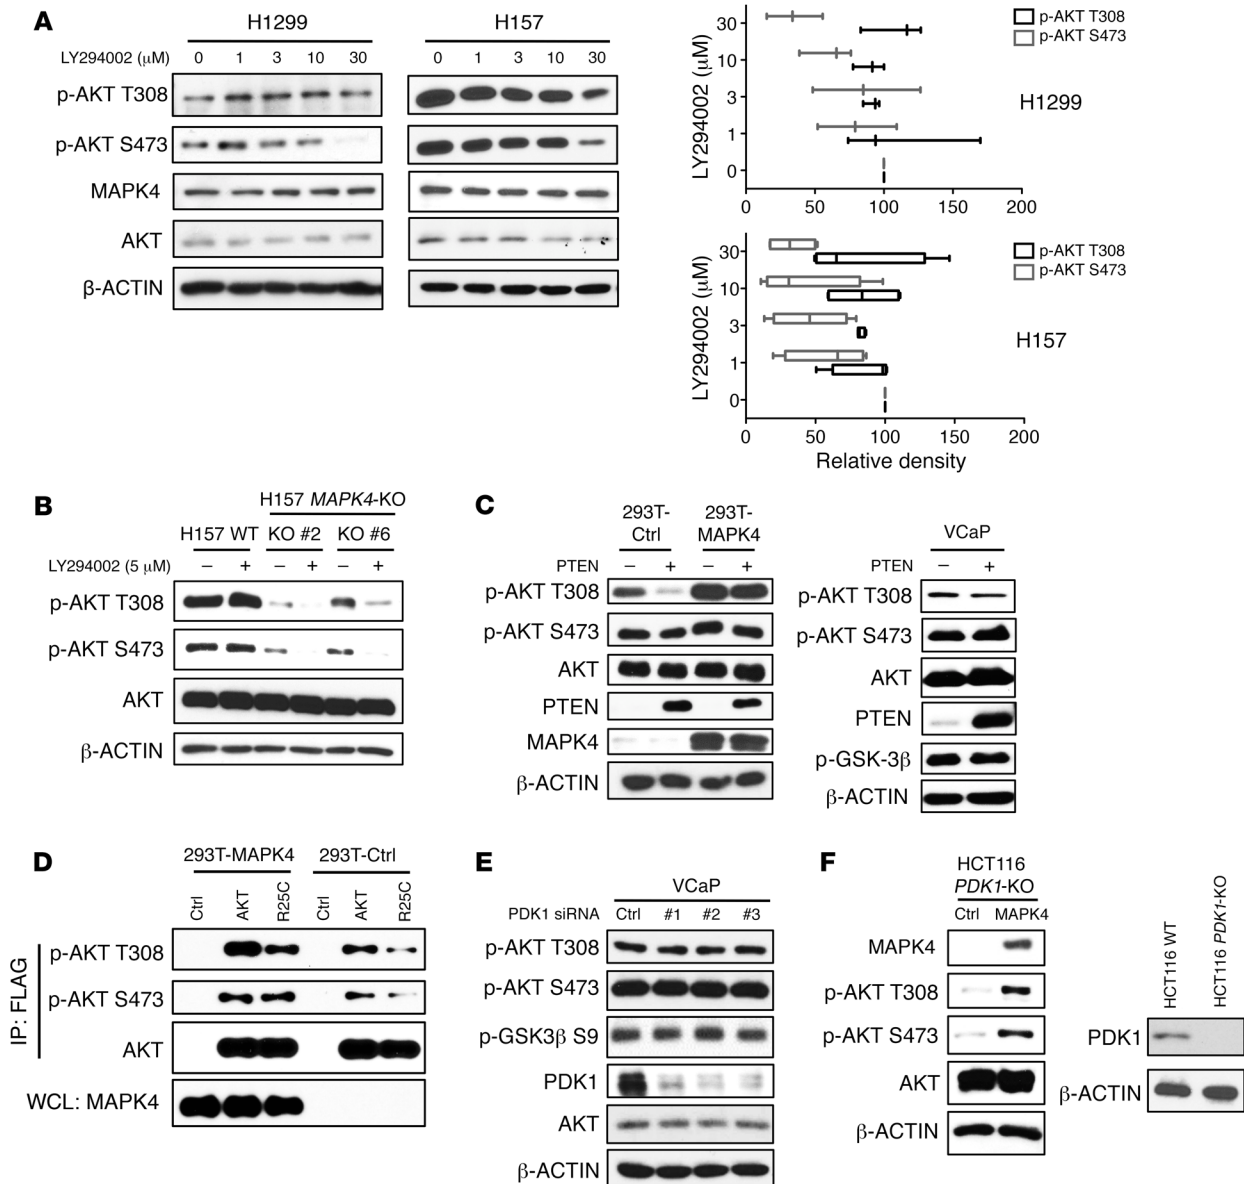 A
H1299
H157
LY294002 (μM) 0 1 3 10 30 0 1 3 10 30
p-AKT T308
p-AKT S473
MAPK4
AKT
β-ACTIN
LY294002 (μM)
30
10
3
1
0
0 50 100 150 200
p-AKT T308
p-AKT S473
H1299
LY294002 (μM)
30
10
3
1
0
0 50 100 150 200
Relative density
p-AKT T308
p-AKT S473
H157
B
H157 MAPK4-KO
H157 WT KO #2 KO #6
LY294002 (5 μM) – + – + – +
p-AKT T308
p-AKT S473
AKT
β-ACTIN
C
293T-
Ctrl
293T-
MAPK4
PTEN – + – +
p-AKT T308
p-AKT S473
AKT
PTEN
MAPK4
β-ACTIN
VCaP
PTEN – +
p-AKT T308
p-AKT S473
AKT
PTEN
p-GSK-3β
β-ACTIN
D
293T-MAPK4 293T-Ctrl
Ctrl AKT R25C Ctrl AKT R25C
IP: FLAG
p-AKT T308
p-AKT S473
AKT
WCL: MAPK4
E
VCaP
PDK1 siRNA Ctrl #1 #2 #3
p-AKT T308
p-AKT S473
p-GSK3β S9
PDK1
AKT
β-ACTIN
F
HCT116
PDK1-KO
Ctrl MAPK4
MAPK4
p-AKT T308
p-AKT S473
AKT
β-ACTIN
HCT116 WT
HCT116 PDK1-KO
PDK1
β-ACTIN